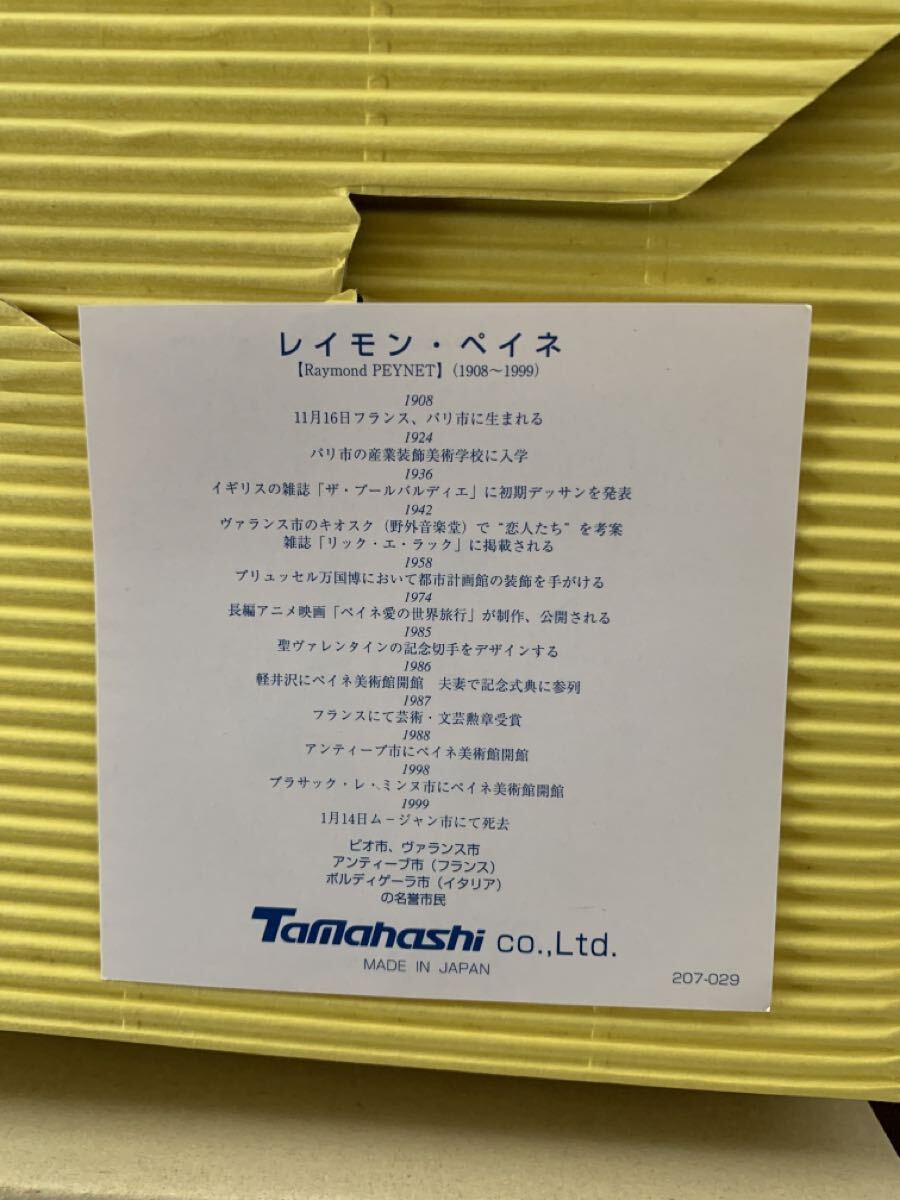 レイモン・ペイネ
【Raymond PEYNET】(1908～1999)
1908
11月16日フランス、パリ市に生まれる
1924
パリ市の産業装飾美術学校に入学
1936
イギリスの雑誌「ザ・ブールバルディエ」に初期デッサンを発表
1942
ヴァランス市のキオスク（野外音楽堂）で“恋人たち”を考案
雑誌「リック・エ・ラック」に掲載される
1958
ブリュッセル万国博において都市計画館の装飾を手がける
1974
長編アニメ映画「ペイネ愛の世界旅行」が制作、公開される
1985
聖ヴァレンタインの記念切手をデザインする
1986
軽井沢にペイネ美術館開館　夫妻で記念式典に参列
1987
フランスにて芸術・文芸勲章受賞
1988
アンティーブ市にペイネ美術館開館
1998
ブラサック・レ・ミンヌ市にペイネ美術館開館
1999
1月14日ム－ジャン市にて死去
ビオ市、ヴァランス市
アンティーブ市（フランス）
ボルディゲーラ市（イタリア）
の名誉市民
Tamahashi co.,Ltd.
MADE IN JAPAN
207-029